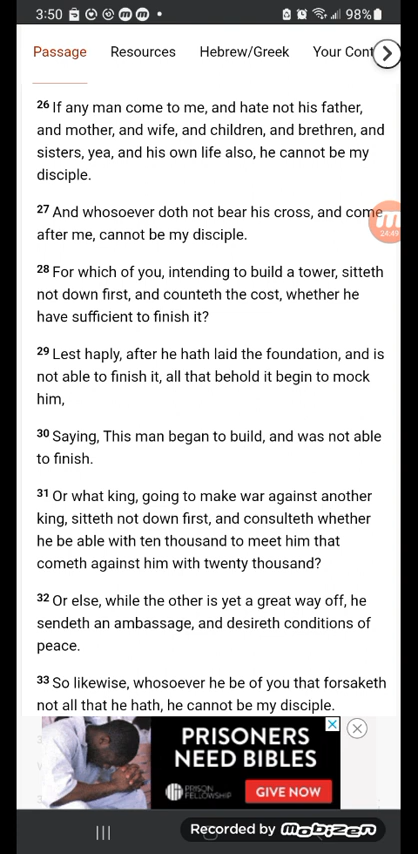 3:50
98%
Passage Resources Hebrew/Greek Your Cont
26 If any man come to me, and hate not his father,
and mother, and wife, and children, and brethren, and
sisters, yea, and his own life also, he cannot be my
disciple.
27 And whosoever doth not bear his cross, and come
after me, cannot be my disciple.
m
24:49
28 For which of you, intending to build a tower, sitteth
not down first, and counteth the cost, whether he
have sufficient to finish it?
29 Lest haply, after he hath laid the foundation, and is
not able to finish it, all that behold it begin to mock
him,
30 Saying, This man began to build, and was not able
to finish.
31 Or what king, going to make war against another
king, sitteth not down first, and consulteth whether
he be able with ten thousand to meet him that
cometh against him with twenty thousand?
32 Or else, while the other is yet a great way off, he
sendeth an ambassage, and desireth conditions of
peace.
33 So likewise, whosoever he be of you that forsaketh
not all that he hath, he cannot be my disciple.
PRISONERS
NEED BIBLES
PRISON
FELLOWSHIP
GIVE NOW
Recorded by mobizen